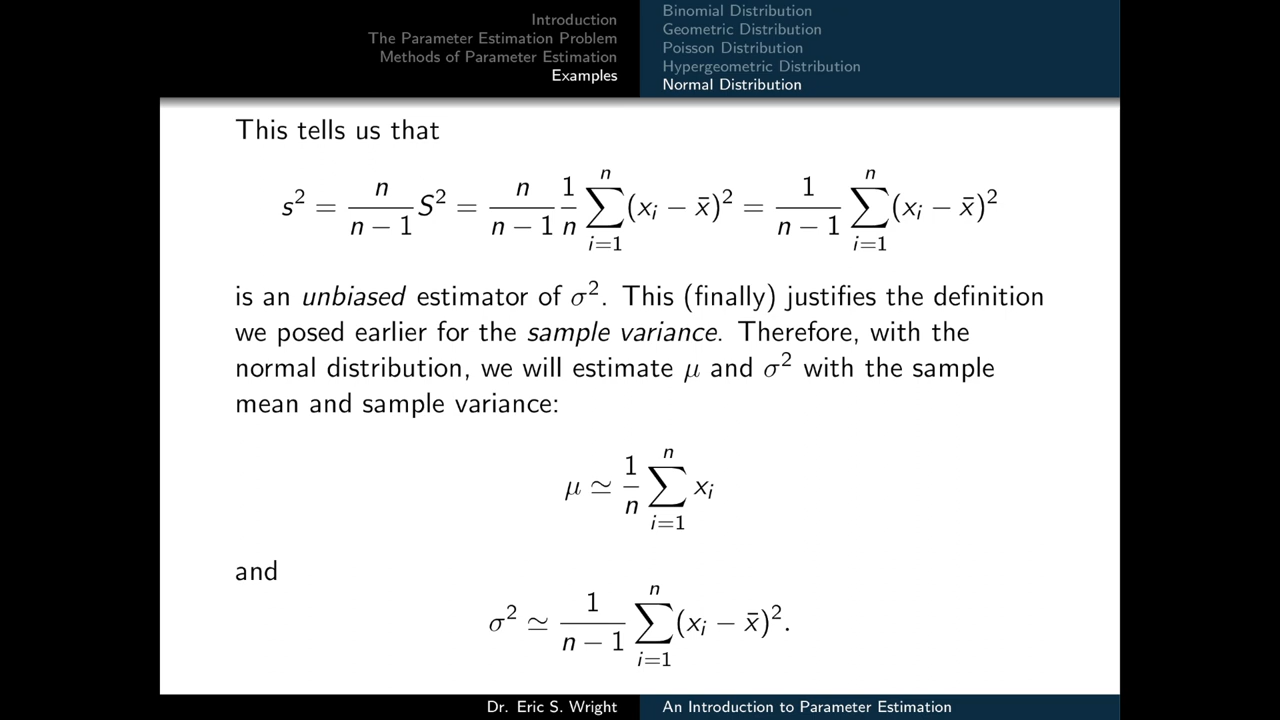 Introduction
The Parameter Estimation Problem
Methods of Parameter Estimation
Examples
Binomial Distribution
Geometric Distribution
Poisson Distribution
Hypergeometric Distribution
Normal Distribution
This tells us that
$s^2 = \frac{n}{n-1} S^2 = \frac{n}{n-1} \frac{1}{n} \sum_{i=1}^{n} (x_i - \bar{x})^2 = \frac{1}{n-1} \sum_{i=1}^{n} (x_i - \bar{x})^2$
is an unbiased estimator of $\sigma^2$. This (finally) justifies the definition
we posed earlier for the sample variance. Therefore, with the
normal distribution, we will estimate $\mu$ and $\sigma^2$ with the sample
mean and sample variance:
$\mu \simeq \frac{1}{n} \sum_{i=1}^{n} x_i$
and
$\sigma^2 \simeq \frac{1}{n-1} \sum_{i=1}^{n} (x_i - \bar{x})^2.$
Dr. Eric S. Wright
An Introduction to Parameter Estimation